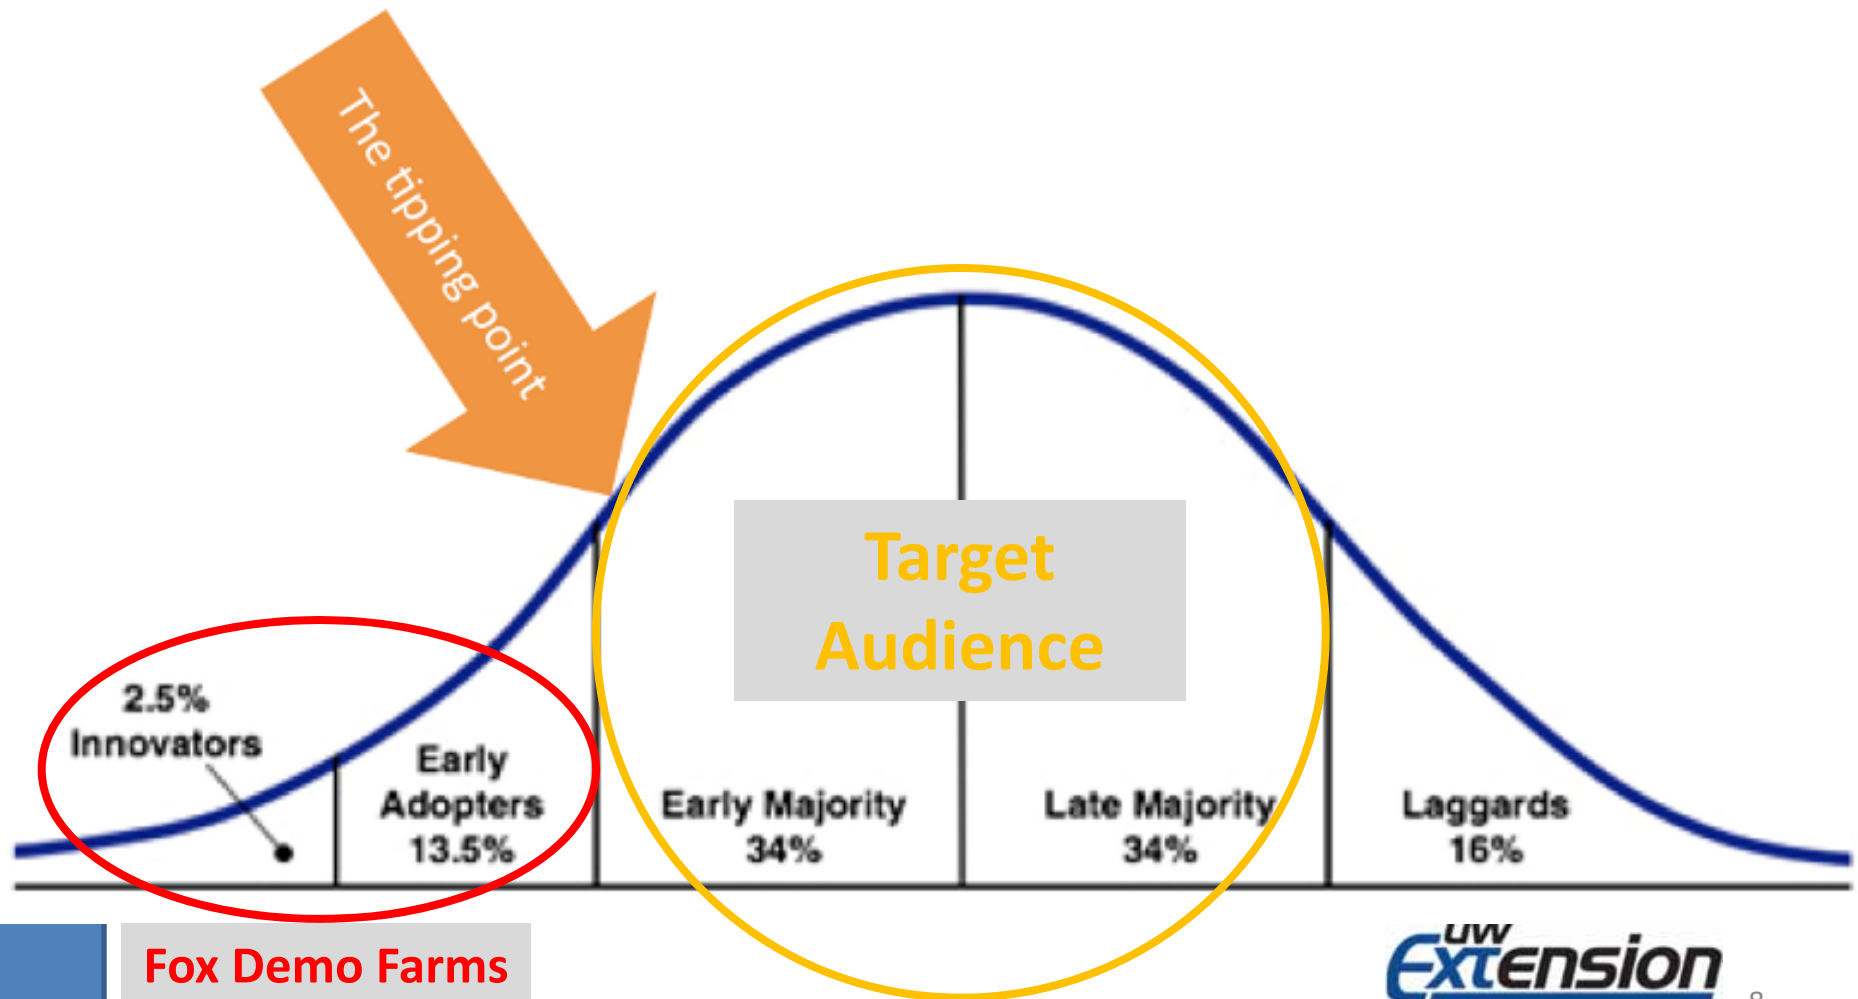 The tipping point
Target
Audience
2.5%
Innovators
Early
Adopters
13.5%
Early Majority
34%
Late Majority
34%
Laggards
16%
Fox Demo Farms
UW
Extension
8